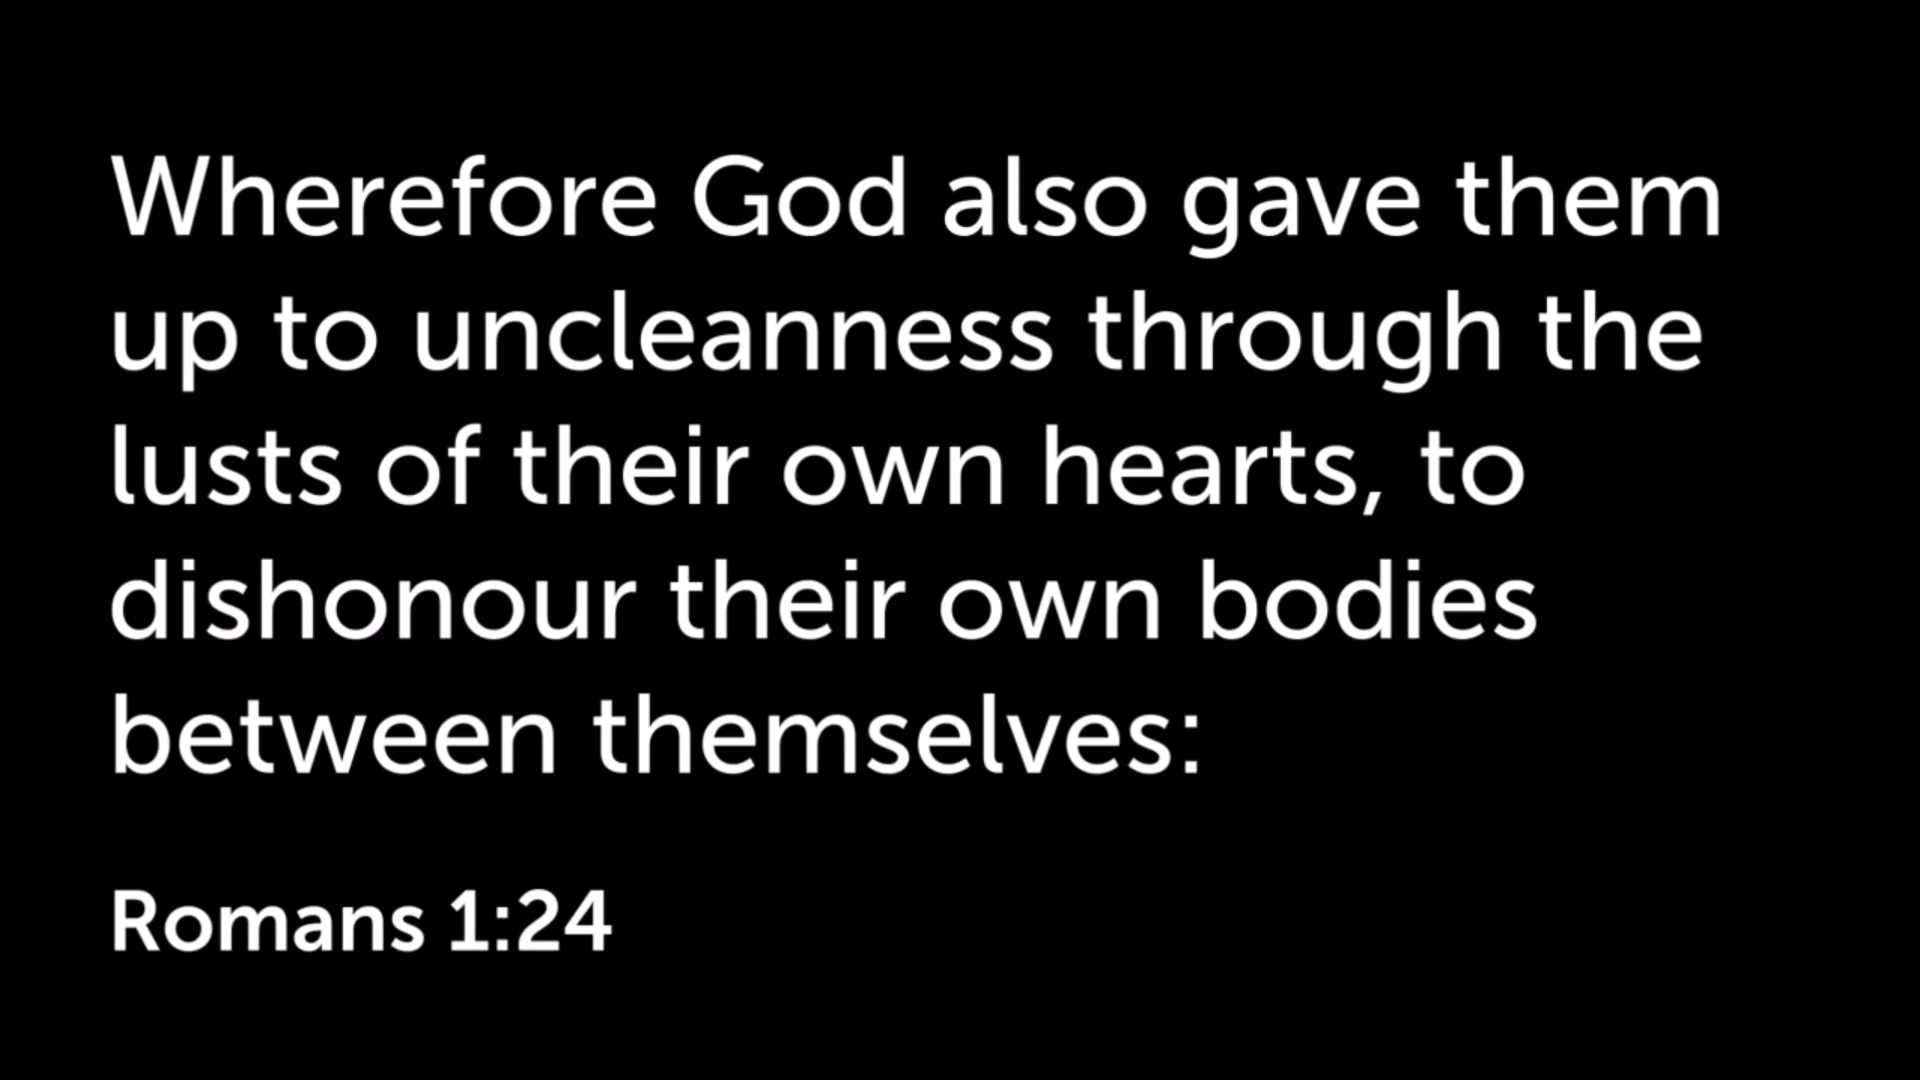 Wherefore God also gave them
up to uncleanness through the
lusts of their own hearts, to
dishonour their own bodies
between themselves:
Romans 1:24